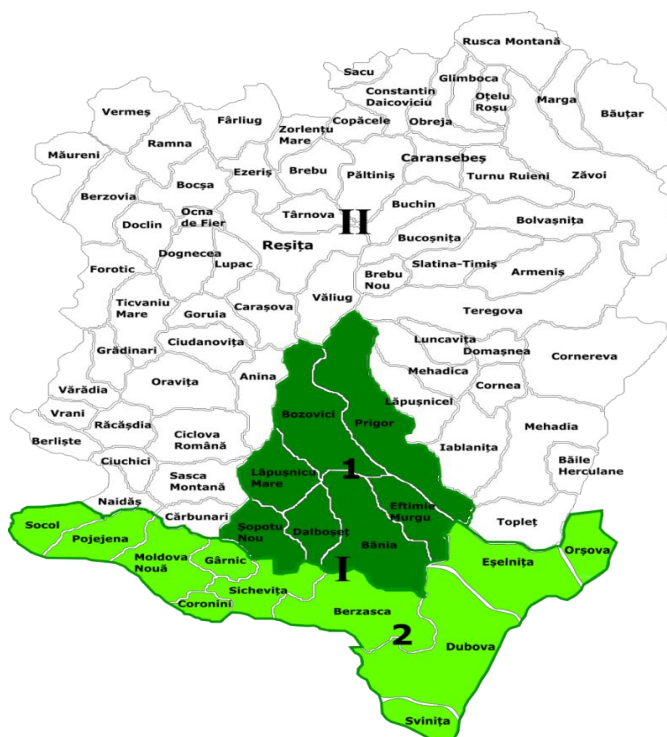 Rusca Montană
Sacu
Glimboca
Constantin
Daicoviciu
Oțelu
Roșu
Marga
Băuțar
Vermeș
Fârliug
Copăcele
Obreja
Zorlențu
Mare
Ramna
Măureni
Caransebeș
Ezeriș
Brebu
Păltiniș
Turnu Ruieni
Zăvoi
Bocșa
Berzovia
Buchin
Ocna
de Fier
Târnova
II
Bolvașnița
Doclin
Reșița
Bucoșnița
Dognecea
Lupac
Slatina-Timiș
Armeniș
Forotic
Brebu
Nou
Ticvaniu
Mare
Goruia
Carașova
Văliug
Teregova
Ciudanovița
Luncavița
Domașnea
Grădinari
Cornereva
Mehadica
Oravița
Anina
Cornea
Vărădia
Lăpușnicel
Bozovici
Vrani
Prigor
Răcășdia
Mehadia
Berliște
Ciclova
Română
Iablanița
Ciuchici
Băile
Herculane
Lăpușnicu
Mare
1
Sasca
Montană
Naidăș
Eftimie
Murgu
Cărbunari
Topleț
Socol
Șopotu
Nou
Dalboșeț
Pojejena
Bănia
Orșova
Moldova
Nouă
Gârnic
I
Eșelnița
Sichevița
Coronini
Berzasca
2
Dubova
Svinița